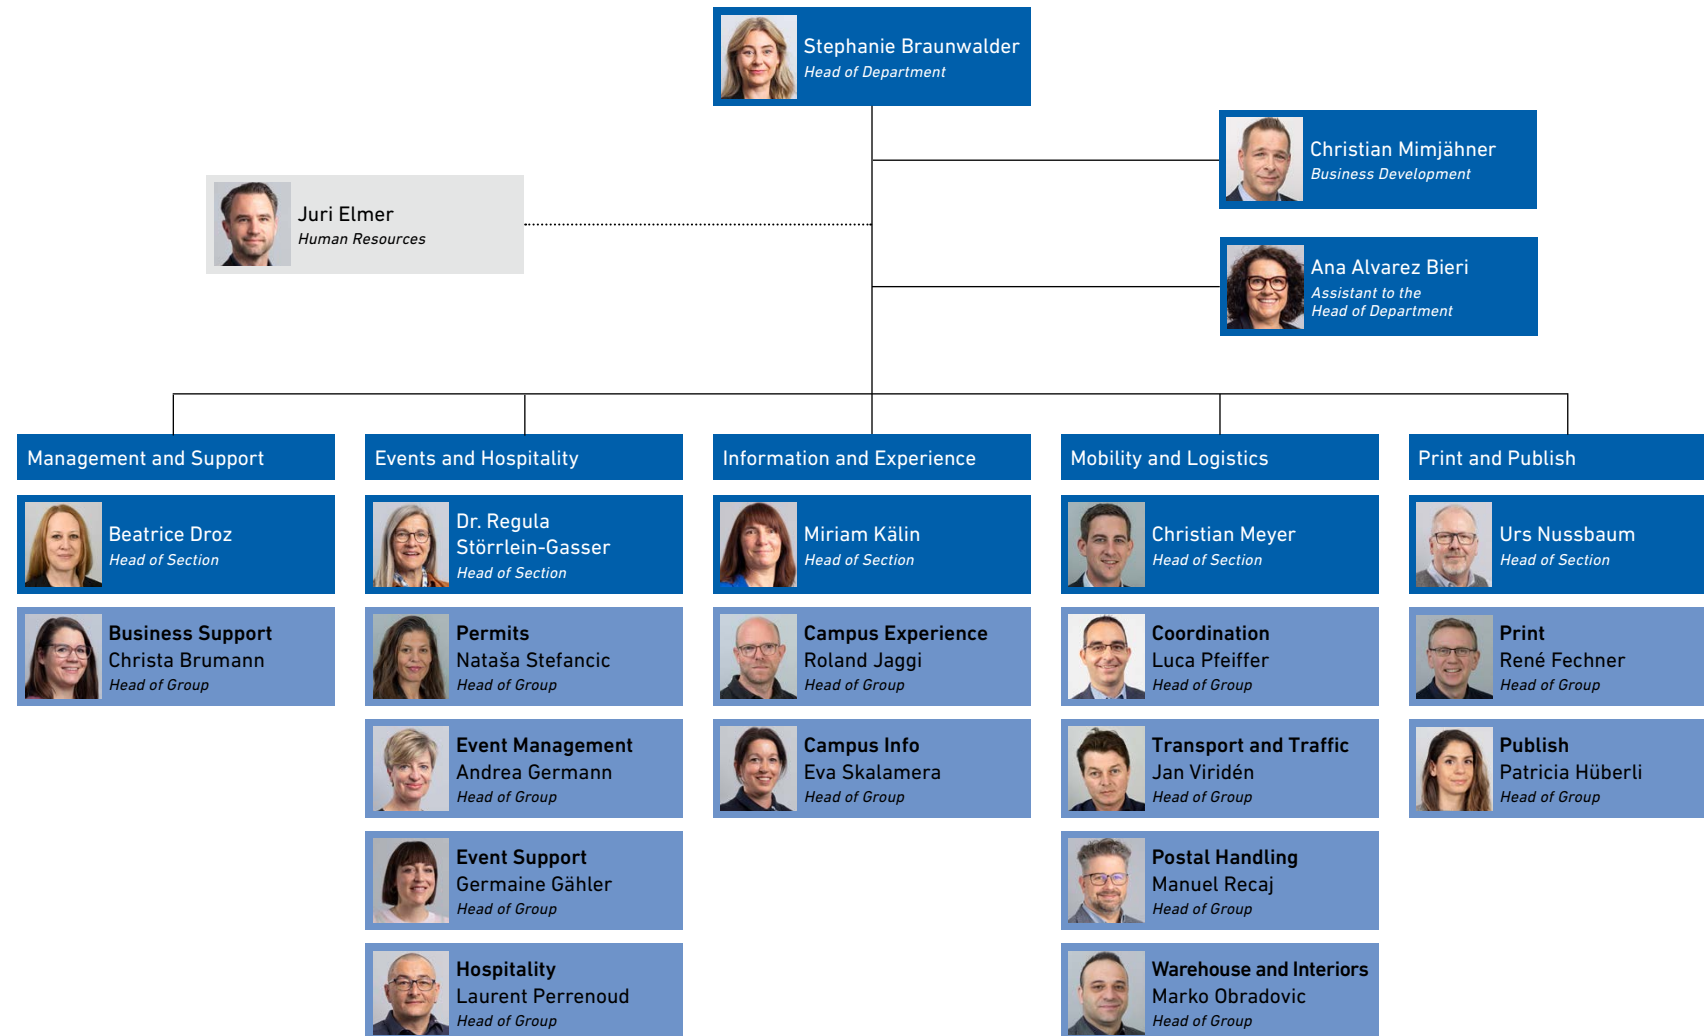 Stephanie Braunwalder
Head of Department
Christian Mimjähner
Business Development
Juri Elmer
Human Resources
Ana Alvarez Bieri
Assistant to the
Head of Department
Management and Support
Beatrice Droz
Head of Section
Business Support
Christa Brumann
Head of Group
Events and Hospitality
Dr. Regula
Störrlein-Gasser
Head of Section
Permits
Nataša Stefancic
Head of Group
Event Management
Andrea Germann
Head of Group
Event Support
Germaine Gähler
Head of Group
Hospitality
Laurent Perrenoud
Head of Group
Information and Experience
Miriam Kälin
Head of Section
Campus Experience
Roland Jaggi
Head of Group
Campus Info
Eva Skalamera
Head of Group
Mobility and Logistics
Christian Meyer
Head of Section
Coordination
Luca Pfeiffer
Head of Group
Transport and Traffic
Jan Viridén
Head of Group
Postal Handling
Manuel Recaj
Head of Group
Warehouse and Interiors
Marko Obradovic
Head of Group
Print and Publish
Urs Nussbaum
Head of Section
Print
René Fechner
Head of Group
Publish
Patricia Hüberli
Head of Group